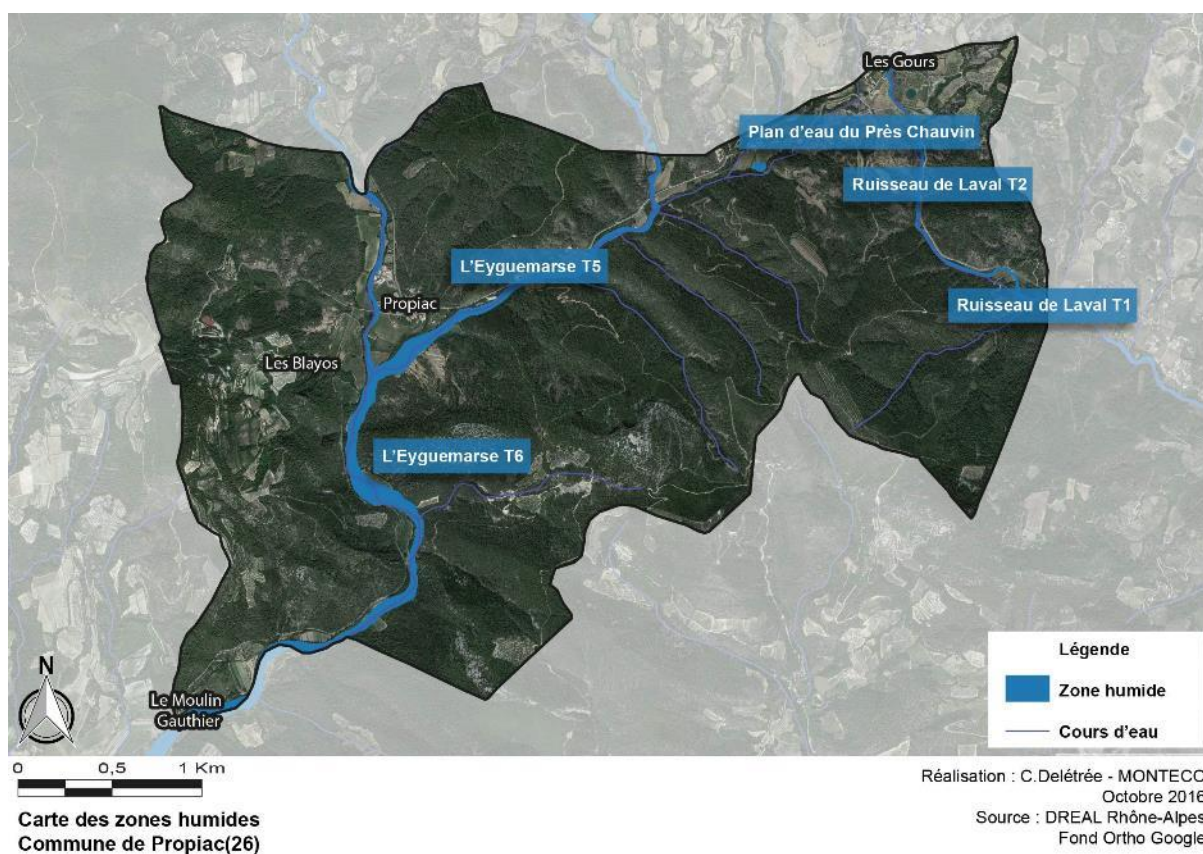 Les Gours
Plan d'eau du Près Chauvin
Ruisseau de Laval T2
L'Eyguemarse T5
Ruisseau de Laval T1
Propiac
Les Blayos
L'Eyguemarse T6
Le Moulin
Gauthier
N
Légende
Zone humide
Cours d'eau
0 0,5 1 Km
Carte des zones humides
Commune de Propiac(26)
Réalisation : C.Delétrée - MONTECO
Octobre 2016
Source : DREAL Rhône-Alpes
Fond Ortho Google